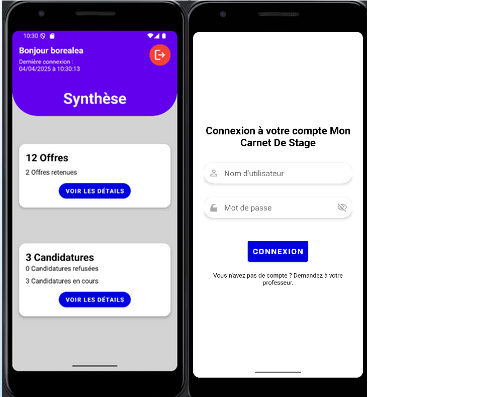 10:30
Bonjour borealea
Dernière connexion :
04/04/2025 à 10:30:13
Synthèse
12 Offres
2 Offres retenues
VOIR LES DÉTAILS
3 Candidatures
0 Candidatures refusées
3 Candidatures en cours
VOIR LES DÉTAILS
Connexion à votre compte Mon
Carnet De Stage
Nom d'utilisateur
Mot de passe
CONNEXION
Vous n'avez pas de compte ? Demandez à votre
professeur.